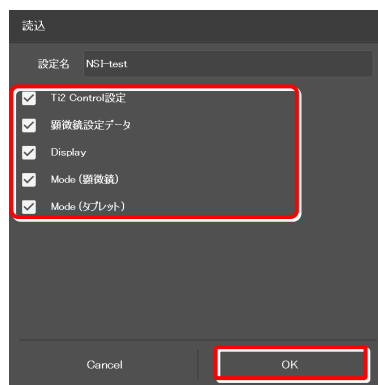 読込
設定名 NSI-test
Ti2 Control設定
顕微鏡設定データ
Display
Mode (顕微鏡)
Mode (タブレット)
Cancel OK